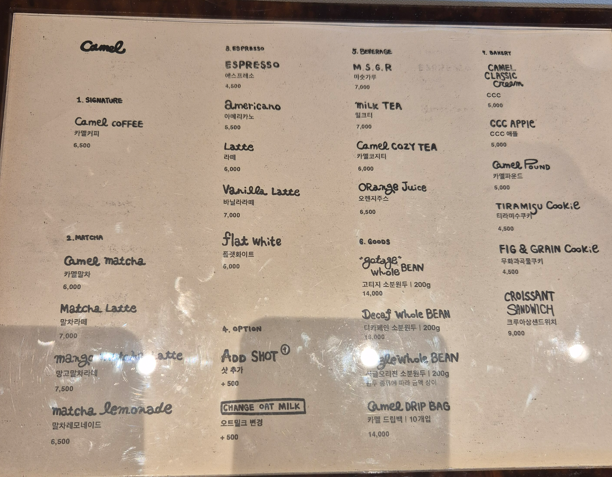 Camel
1. SIGNATURE
Camel COFFEE
카멜커피
6,500
2. MATCHA
Camel matcha
카멜말차
6,000
Matcha Latte
말차라떼
7,000
mango latte
망고말차라떼
7,500
matcha lemonade
말차레모네이드
6,500
3. ESPRESSO
ESPRESSO
에스프레소
4,500
americano
아메리카노
5,500
Latte
라떼
6,000
Vanilla Latte
바닐라라떼
7,000
flat white
플랫화이트
6,000
4. OPTION
ADD SHOT
샷 추가
+ 500
CHANGE OAT MILK
오트밀크 변경
+ 500
5. BEVERAGE
M.S.G.R
미숫가루
7,000
milk TEA
밀크티
7,000
Camel COZY TEA
카멜코지티
6,000
ORange Juice
오렌지주스
6,500
6. GOODS
whole BEAN
고티지 소분원두 | 200g
14,000
Decaf whole BEAN
디카페인 소분원두 | 200g
whole BEAN
소분원두 | 200g
Camel DRIP BAG
카멜 드립백 | 10개입
14,000
7. BAKERY
CAMEL
CLASSIC
Cream
CCC
5,000
CCC APPlE
CCC 애플
5,000
Camel POUND
카멜파운드
5,000
TIRAMISU Cookie
티라미수쿠키
4,500
FIG & GRAIN Cookie
무화과곡물쿠키
4,500
CROISSANT
SANDWICH
크루아상샌드위치
9,000